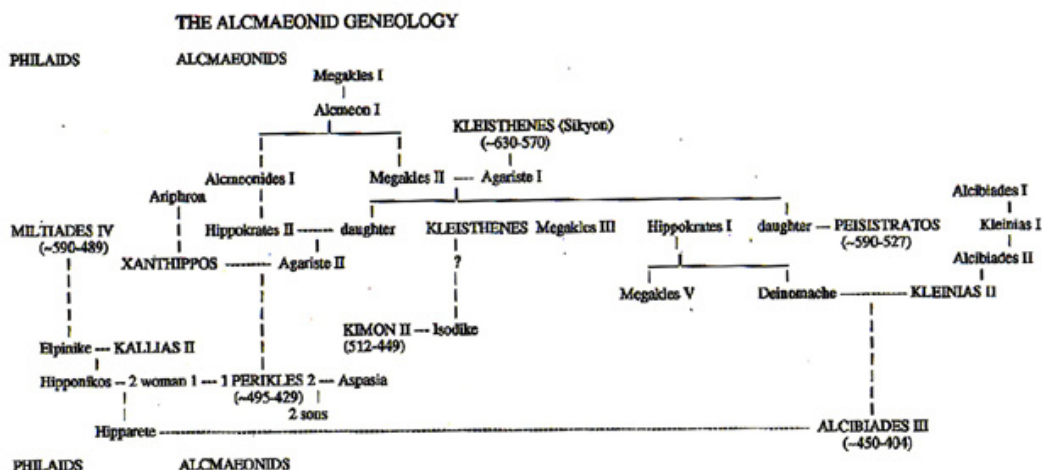 THE ALCMAEONID GENEOLOGY
PHILAIDS ALCMAEONIDS
Megakles I
Alcmeon I
KLEISTHENES (Sikyon)
(~630-570)
Alcmeonides I Megakles II Agariste I
Ariphron Alcibiades I
MILTIADES IV Hippokrates II daughter KLEISTHENES Megakles III Hippokrates I daughter PEISISTRATOS Kleinias I
(~590-489) (~590-527)
XANTHIPPOS Agariste II ? Alcibiades II
Megakles V Deinomache KLEINIAS II
KIMON II Isodike
(512-449)
Elpinike KALLIAS II
Hipponikos 2 woman 1 1 PERIKLES 2 Aspasia
(~495-429)
2 sons
Hipparete ALCIBIADES III
(~450-404)
PHILAIDS ALCMAEONIDS